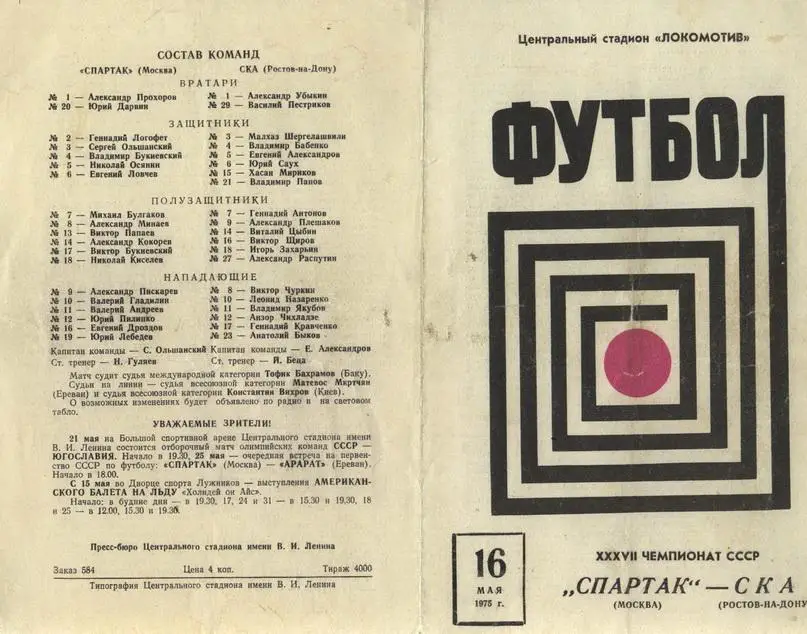 СОСТАВ КОМАНД
«СПАРТАК» (Москва) СКА (Ростов-на-Дону)
ВРАТАРИ
№ 1 — Александр Прохоров № 1 — Александр Убыкин
№ 20 — Юрий Дарвин № 29 — Василий Пестриков
ЗАЩИТНИКИ
№ 2 — Геннадий Логофет № 3 — Малхаз Шергелашвили
№ 3 — Сергей Ольшанский № 4 — Владимир Бабенко
№ 4 — Владимир Букиевский № 5 — Евгений Александров
№ 5 — Николай Осянин № 6 — Юрий Саух
№ 6 — Евгений Ловчев № 15 — Хасан Мириков
№ 21 — Владимир Панов
ПОЛУЗАЩИТНИКИ
№ 7 — Михаил Булгаков № 7 — Геннадий Антонов
№ 8 — Александр Минаев № 9 — Александр Плешаков
№ 13 — Виктор Папаев № 14 — Виталий Цыбин
№ 14 — Александр Кокорев № 16 — Виктор Щиров
№ 17 — Виктор Букиевский № 18 — Игорь Захарьин
№ 18 — Николай Киселев № 27 — Александр Распутин
НАПАДАЮЩИЕ
№ 9 — Александр Пискарев № 8 — Виктор Чуркин
№ 10 — Валерий Гладилин № 10 — Леонид Назаренко
№ 11 — Валерий Андреев № 11 — Владимир Якубов
№ 12 — Юрий Пилипко № 12 — Анзор Чихладзе
№ 16 — Евгений Дроздов № 17 — Геннадий Кравченко
№ 19 — Юрий Лебедев № 23 — Анатолий Быков
Капитан команды — С. Ольшанский Капитан команды — Е. Александров
Ст. тренер — Н. Гуляев Ст. тренер — Й. Беца
Матч судит судья международной категории Тофик Бахрамов (Баку).
Судьи на линии — судья всесоюзной категории Матевос Мкртчян
(Ереван) и судья всесоюзной категории Константин Вихров (Киев).
О возможных изменениях будет объявлено по радио и на световом
табло.
УВАЖАЕМЫЕ ЗРИТЕЛИ!
21 мая на Большой спортивной арене Центрального стадиона имени
В. И. Ленина состоится отборочный матч олимпийских команд СССР —
ЮГОСЛАВИЯ. Начало в 19.30, 25 мая — очередная встреча на первен-
ство СССР по футболу: «СПАРТАК» (Москва) — «АРАРАТ» (Ереван).
Начало в 18.00.
С 15 мая во Дворце спорта Лужников — выступления АМЕРИКАН-
СКОГО БАЛЕТА НА ЛЬДУ «Холидей он Айс».
Начало: в будние дни — в 19.30, 17, 24 и 31 — в 15.30 и 19.30, 18
и 25 — в 12.00, 15.30 и 19.30.
Пресс-бюро Центрального стадиона имени В. И. Ленина
Заказ 584 Цена 4 коп. Тираж 4000
Типография Центрального стадиона имени В. И. Ленина
Центральный стадион «ЛОКОМОТИВ»
ФУТБОЛ
16
МАЯ
1975 г.
XXXVII ЧЕМПИОНАТ СССР
„СПАРТАК" — СКА
(МОСКВА) (РОСТОВ-НА-ДОНУ